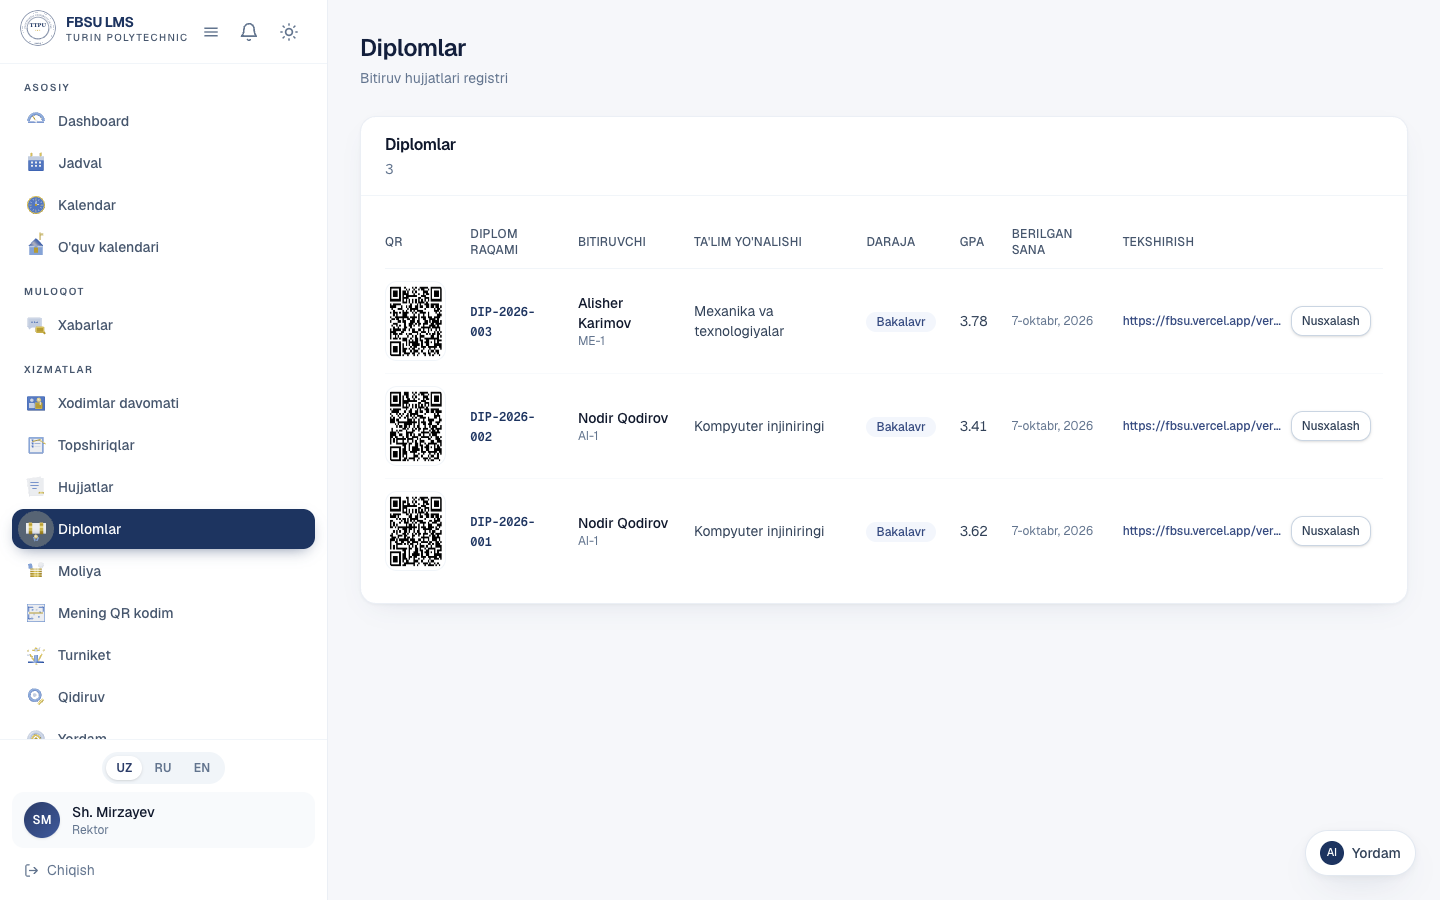 TTPU
FBSU LMS
TURIN POLYTECHNIC
ASOSIY
Dashboard
Jadval
Kalendar
O'quv kalendari
MULOQOT
Xabarlar
XIZMATLAR
Xodimlar davomati
Topshiriqlar
Hujjatlar
Diplomlar
Moliya
Mening QR kodim
Turniket
Qidiruv
Yordam
UZ RU EN
SM
Sh. Mirzayev
Rektor
Chiqish
Diplomlar
Bitiruv hujjatlari registri
Diplomlar
3
QR
DIPLOM
RAQAMI
BITIRUVCHI
TA'LIM YO'NALISHI
DARAJA
GPA
BERILGAN
SANA
TEKSHIRISH
DIP-2026-
003
Alisher
Karimov
ME-1
Mexanika va
texnologiyalar
Bakalavr
3.78
7-oktabr, 2026
https://fbsu.vercel.app/ver...
Nusxalash
DIP-2026-
002
Nodir Qodirov
AI-1
Kompyuter injiniringi
Bakalavr
3.41
7-oktabr, 2026
https://fbsu.vercel.app/ver...
Nusxalash
DIP-2026-
001
Nodir Qodirov
AI-1
Kompyuter injiniringi
Bakalavr
3.62
7-oktabr, 2026
https://fbsu.vercel.app/ver...
Nusxalash
AI Yordam